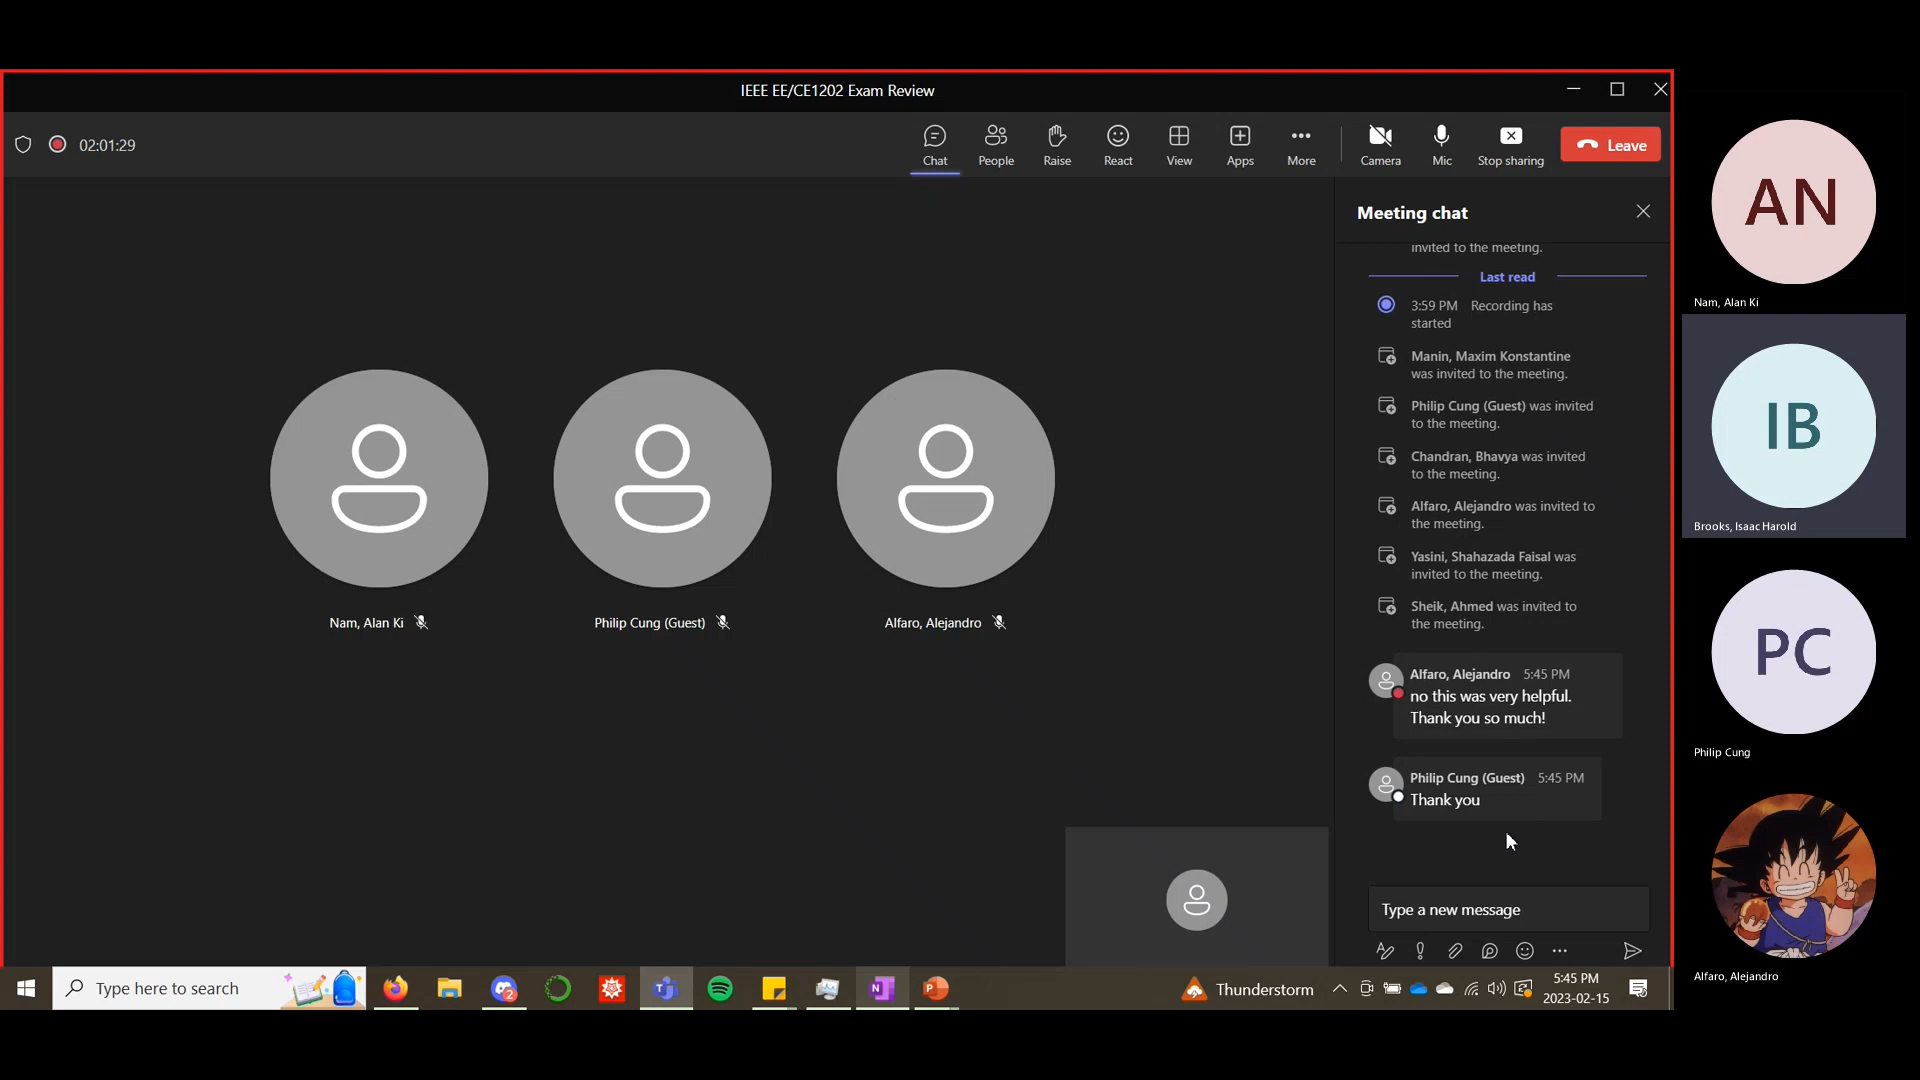 IEEE EE/CE1202 Exam Review
02:01:29
Chat
People
Raise
React
View
Apps
More
Camera
Mic
Stop sharing
Leave
Meeting chat
invited to the meeting.
Last read
3:59 PM Recording has
started
Manin, Maxim Konstantine
was invited to the meeting.
Philip Cung (Guest) was invited
to the meeting.
Chandran, Bhavya was invited
to the meeting.
Alfaro, Alejandro was invited to
the meeting.
Yasini, Shahazada Faisal was
invited to the meeting.
Sheik, Ahmed was invited to
the meeting.
Alfaro, Alejandro 5:45 PM
no this was very helpful.
Thank you so much!
Philip Cung (Guest) 5:45 PM
Thank you
Type a new message
Nam, Alan Ki
Philip Cung (Guest)
Alfaro, Alejandro
Type here to search
2
Thunderstorm
5:45 PM
2023-02-15
AN
Nam, Alan Ki
IB
Brooks, Isaac Harold
PC
Philip Cung
Alfaro, Alejandro